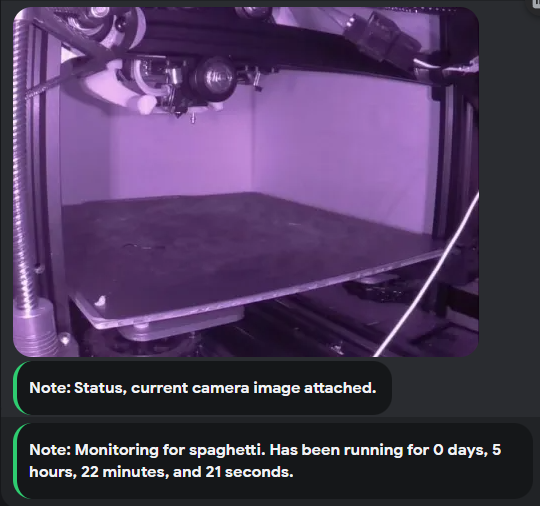 Note: Status, current camera image attached.
Note: Monitoring for spaghetti. Has been running for 0 days, 5
hours, 22 minutes, and 21 seconds.